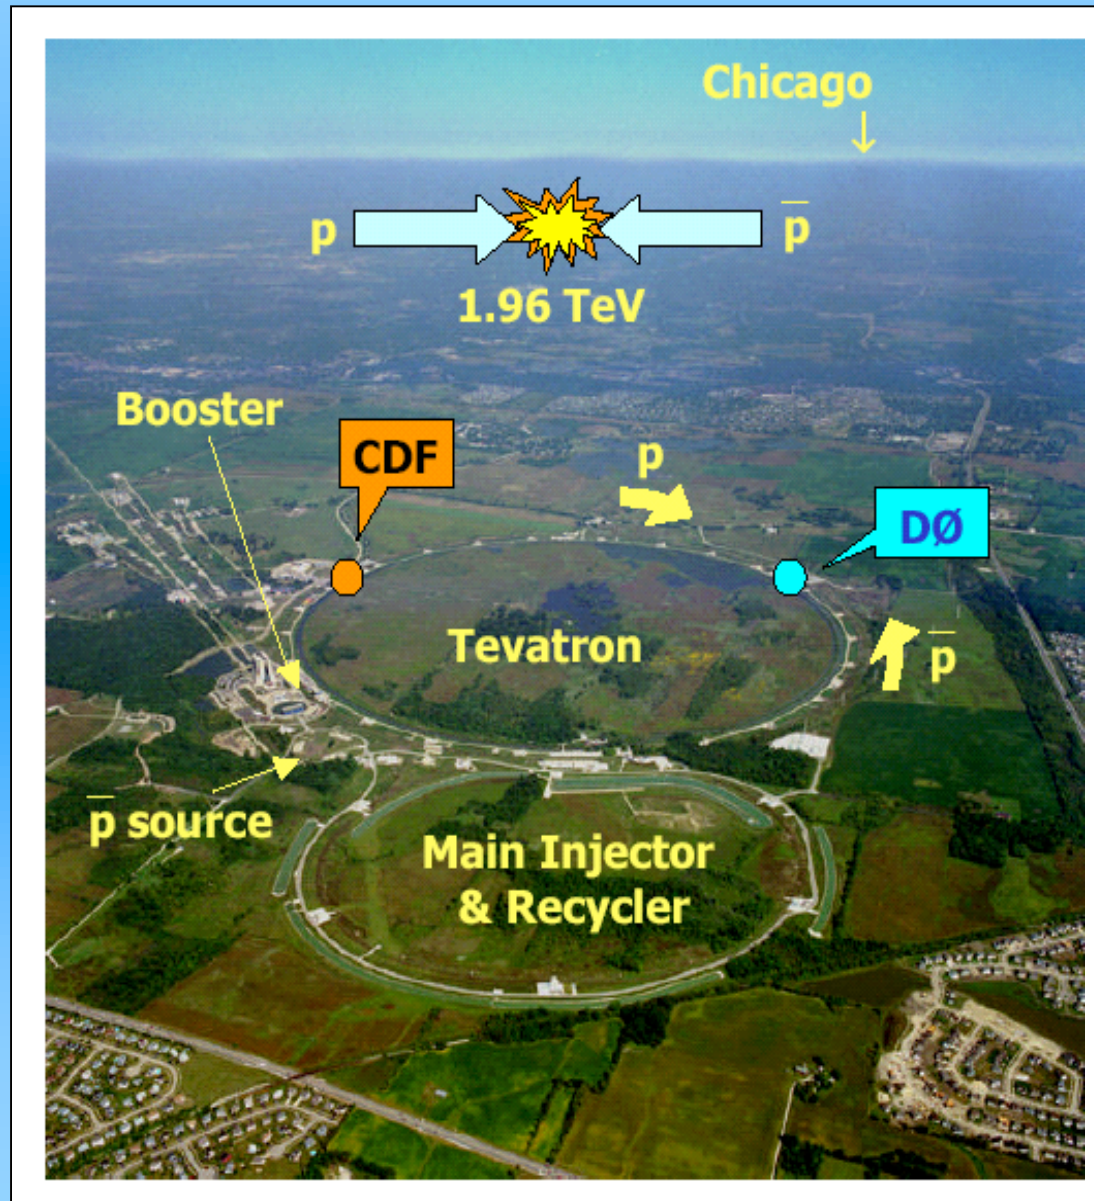 Chicago
↓
p p̄
1.96 TeV
Booster
CDF
p
DØ
Tevatron
p̄
p̄ source
Main Injector
& Recycler